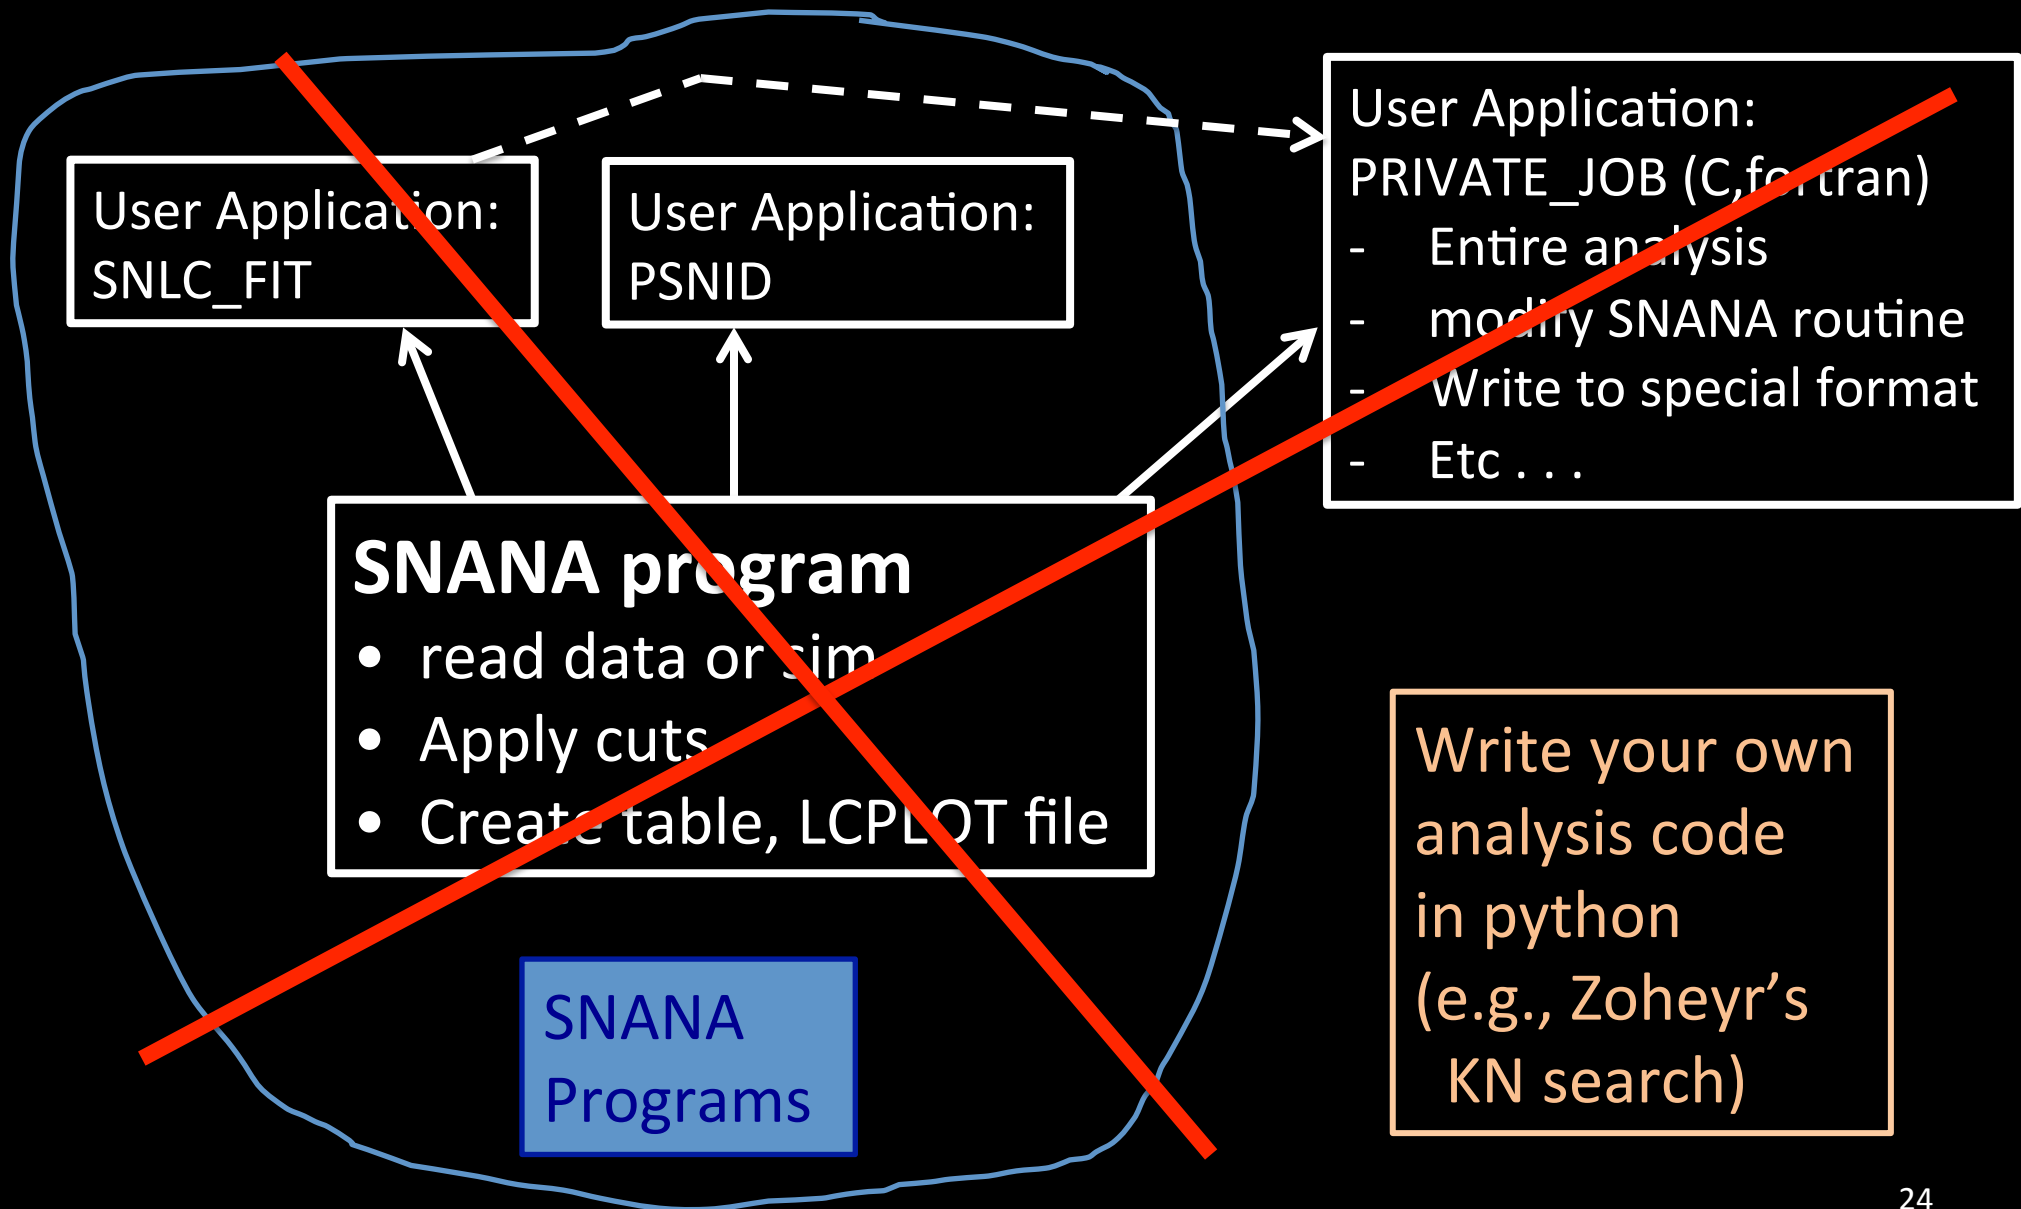 User Application:
SNLC_FIT
User Application:
PSNID
User Application:
PRIVATE_JOB (C,fortran)
- Entire analysis
- modify SNANA routine
- Write to special format
- Etc . . .
SNANA program
• read data or sim
• Apply cuts
• Create table, LCPLOT file
SNANA
Programs
Write your own
analysis code
in python
(e.g., Zoheyr’s
KN search)
24